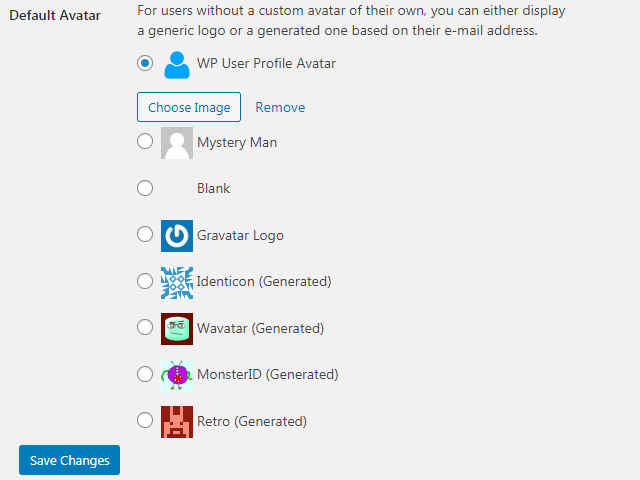 Default Avatar
For users without a custom avatar of their own, you can either display
a generic logo or a generated one based on their e-mail address.
WP User Profile Avatar
Choose Image Remove
Mystery Man
Blank
Gravatar Logo
Identicon (Generated)
Wavatar (Generated)
MonsterID (Generated)
Retro (Generated)
Save Changes